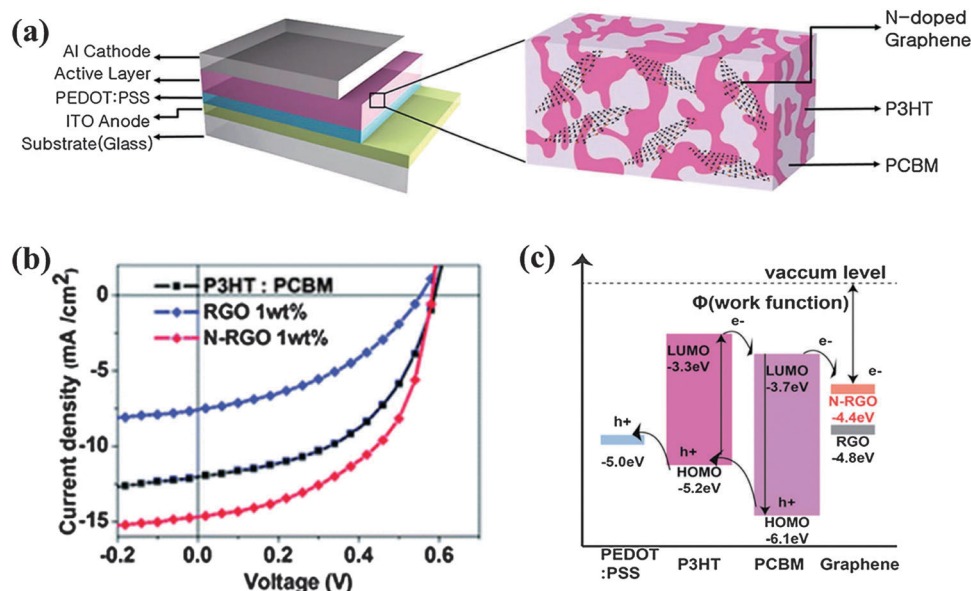 (a)
Al Cathode
Active Layer
PEDOT:PSS
ITO Anode
Substrate(Glass)
N-doped
Graphene
P3HT
PCBM
(b)
Current density (mA /cm²)
0
-5
-10
-15
P3HT : PCBM
RGO 1wt%
N-RGO 1wt%
-0.2
0.0
0.2
0.4
0.6
Voltage (V)
(c)
vaccum level
Φ(work function)
e-
e-
e-
LUMO
-3.3eV
LUMO
-3.7eV
N-RGO
-4.4eV
RGO
-4.8eV
h+
-5.0eV
h+
HOMO
-5.2eV
h+
HOMO
-6.1eV
PEDOT
:PSS
P3HT
PCBM
Graphene